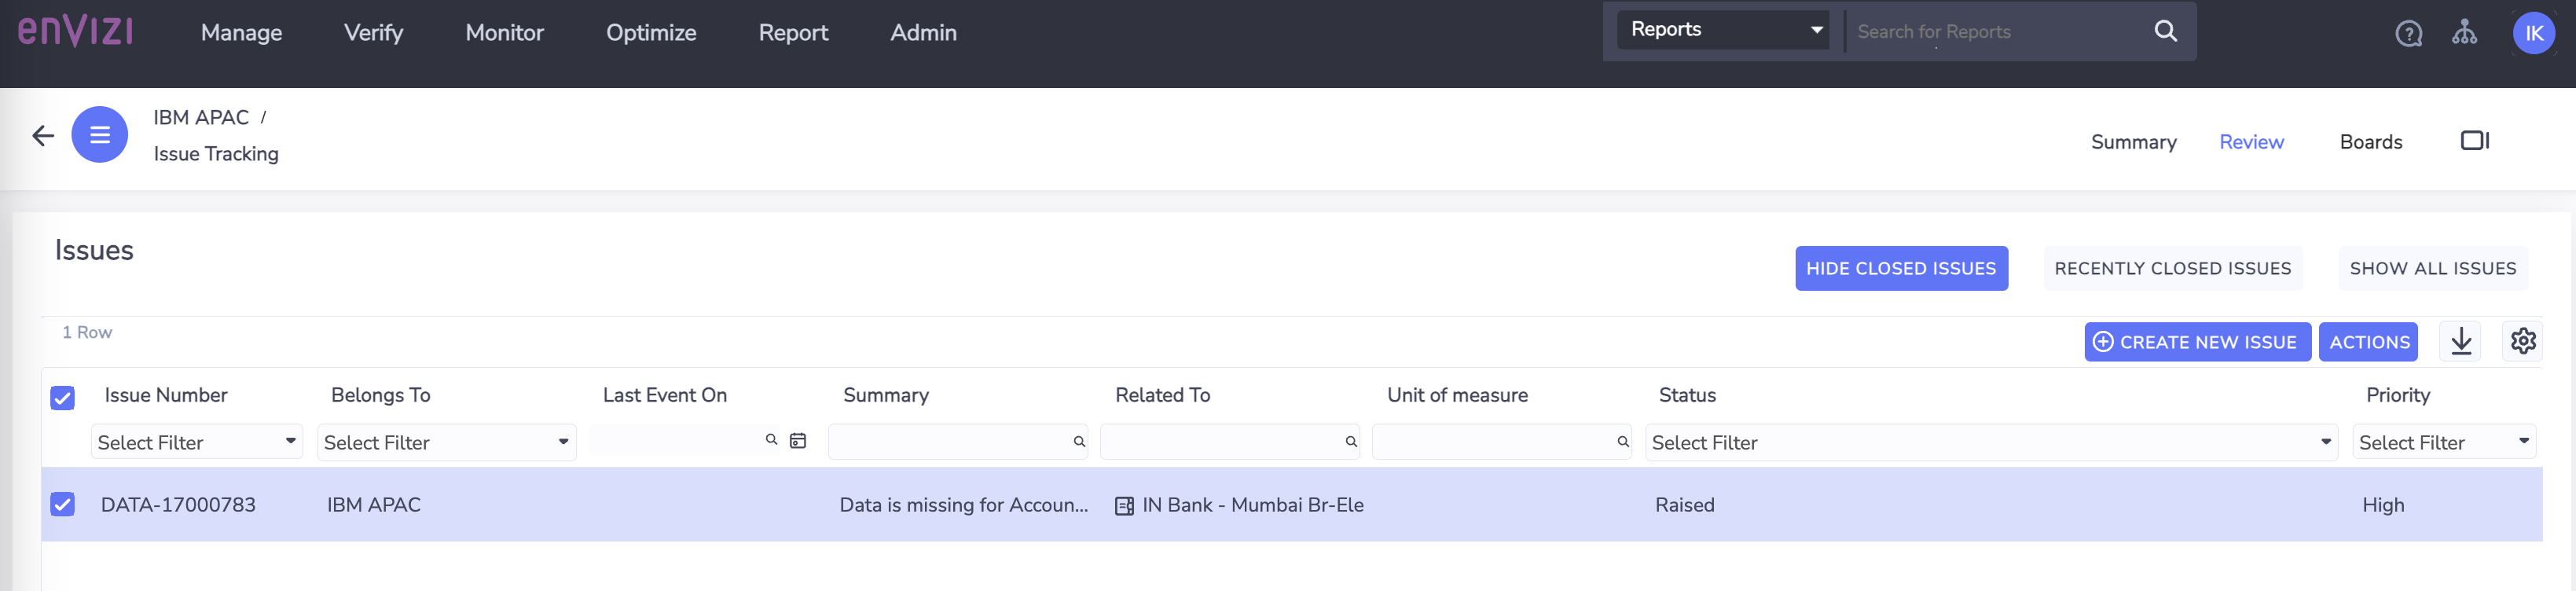 enVIZI Manage Verify Monitor Optimize Report Admin Reports Search for Reports IK
IBM APAC /
Issue Tracking
Summary Review Boards
Issues
HIDE CLOSED ISSUES RECENTLY CLOSED ISSUES SHOW ALL ISSUES
1 Row
CREATE NEW ISSUE ACTIONS
Issue Number Belongs To Last Event On Summary Related To Unit of measure Status Priority
Select Filter Select Filter Select Filter Select Filter
DATA-17000783 IBM APAC Data is missing for Accoun... IN Bank - Mumbai Br-Ele Raised High